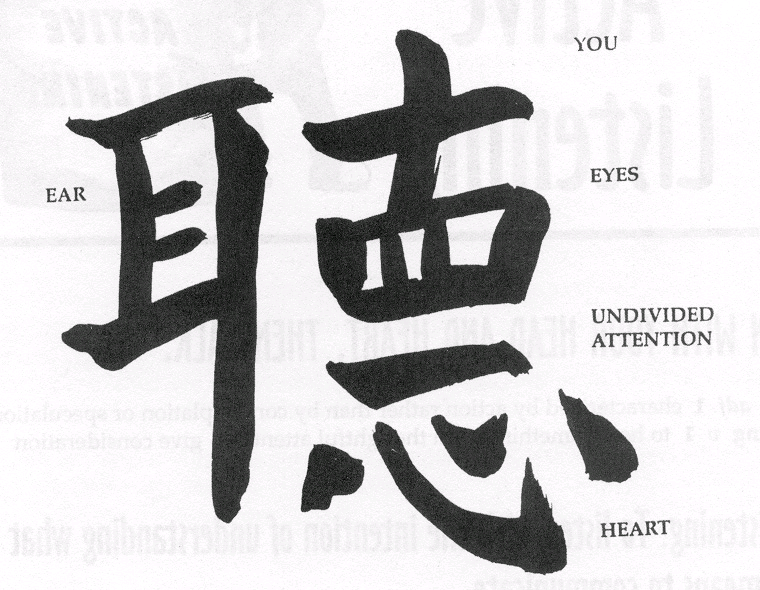 聽
YOU
EAR
EYES
UNDIVIDED
ATTENTION
HEART